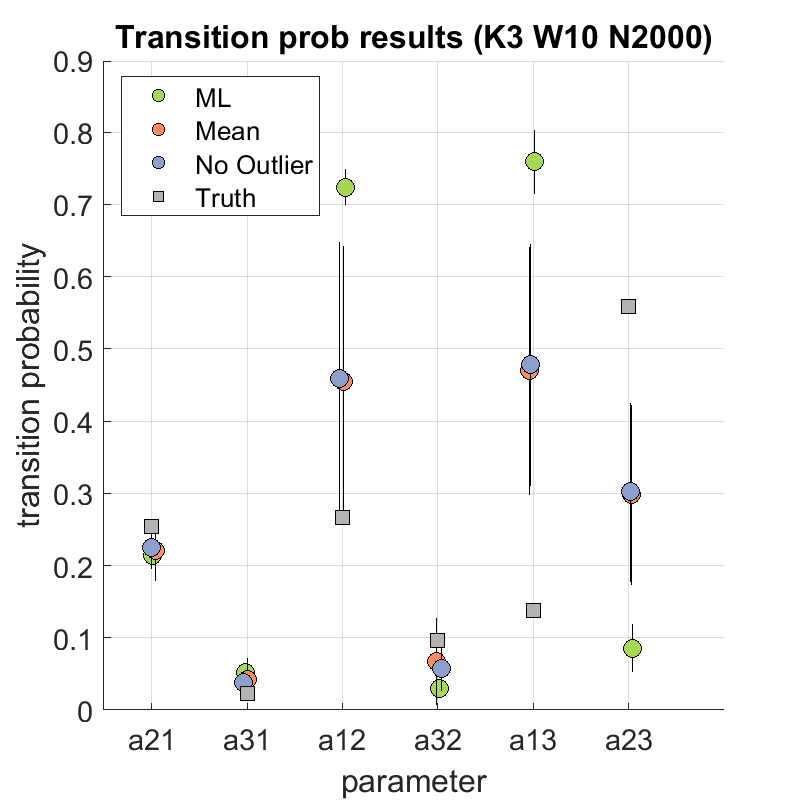 Transition prob results (K3 W10 N2000)
ML
Mean
No Outlier
Truth
transition probability
0.9
0.8
0.7
0.6
0.5
0.4
0.3
0.2
0.1
0
a21 a31 a12 a32 a13 a23
parameter